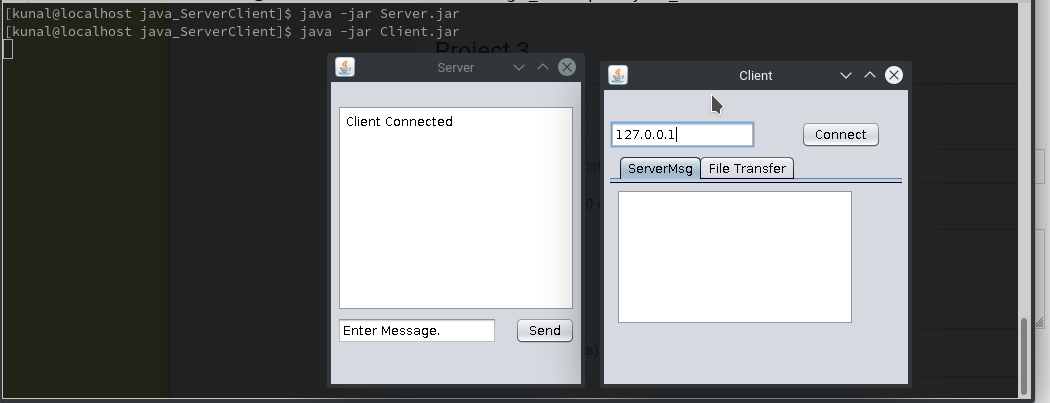 [kunal@localhost java_ServerClient]$ java -jar Server.jar
[kunal@localhost java_ServerClient]$ java -jar Client.jar
Project 3
Server
Client Connected
Enter Message.
Send
Client
127.0.0.1
Connect
ServerMsg
File Transfer